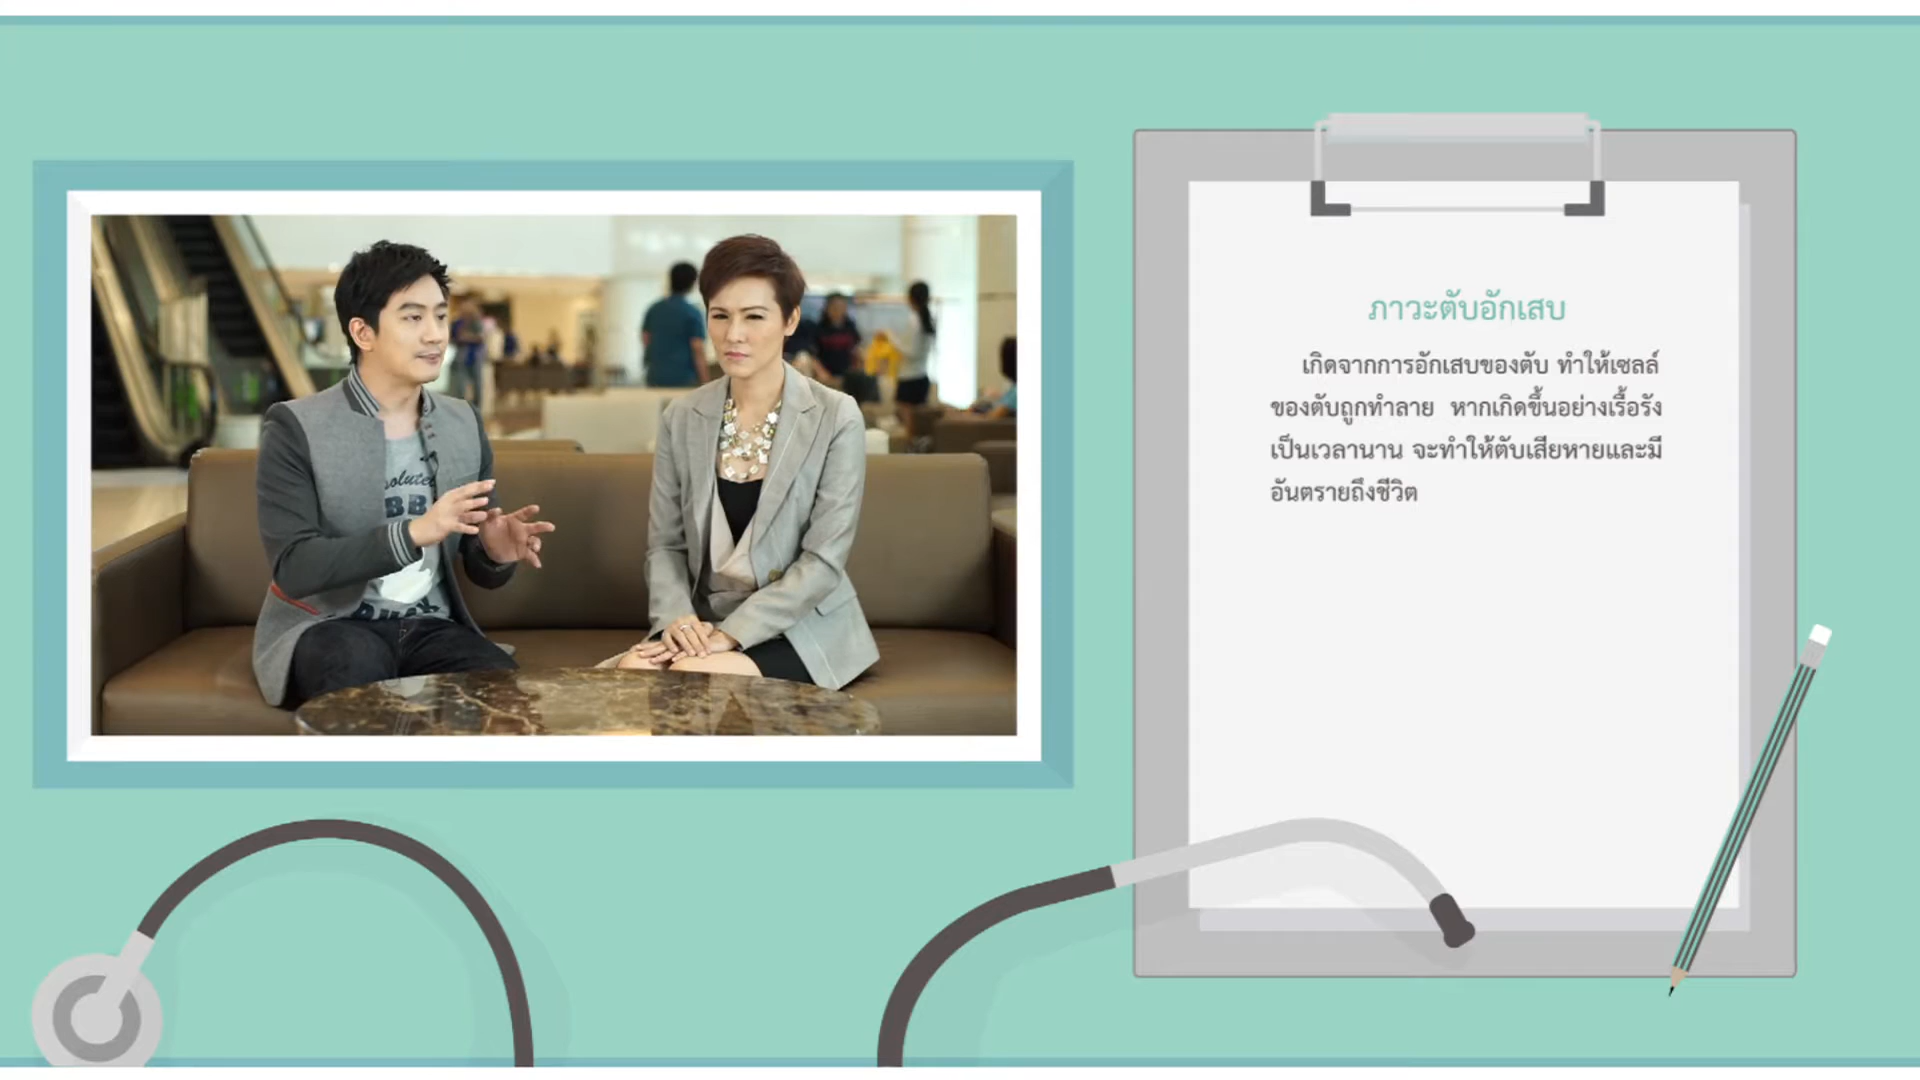 ภาวะตับอักเสบ
เกิดจากการอักเสบของตับ ทำให้เซลล์
ของตับถูกทำลาย หากเกิดขึ้นอย่างเรื้อรัง
เป็นเวลานาน จะทำให้ตับเสียหายและมี
อันตรายถึงชีวิต